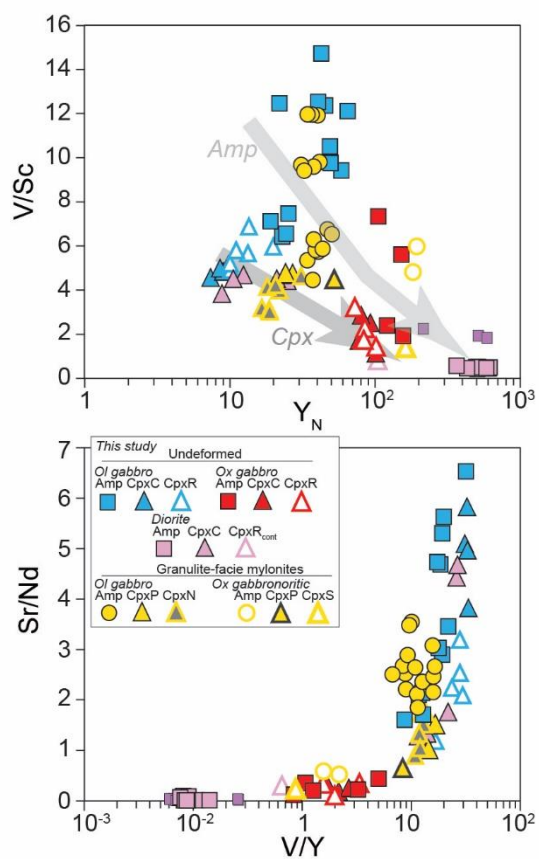 16
14
12
10
8
6
4
2
0
V/Sc
Amp
Cpx
1 10 10² 10³
Y_N
7
6
5
4
3
2
1
0
Sr/Nd
This study
Undeformed
Ol gabbro Ox gabbro
Amp CpxC CpxR Amp CpxC CpxR
Diorite
Amp CpxC CpxR_cont
Granulite-facie mylonites
Ol gabbro Ox gabbronoritic
Amp CpxP CpxN Amp CpxP CpxS
10⁻³ 10⁻² 0.1 1 10 10²
V/Y